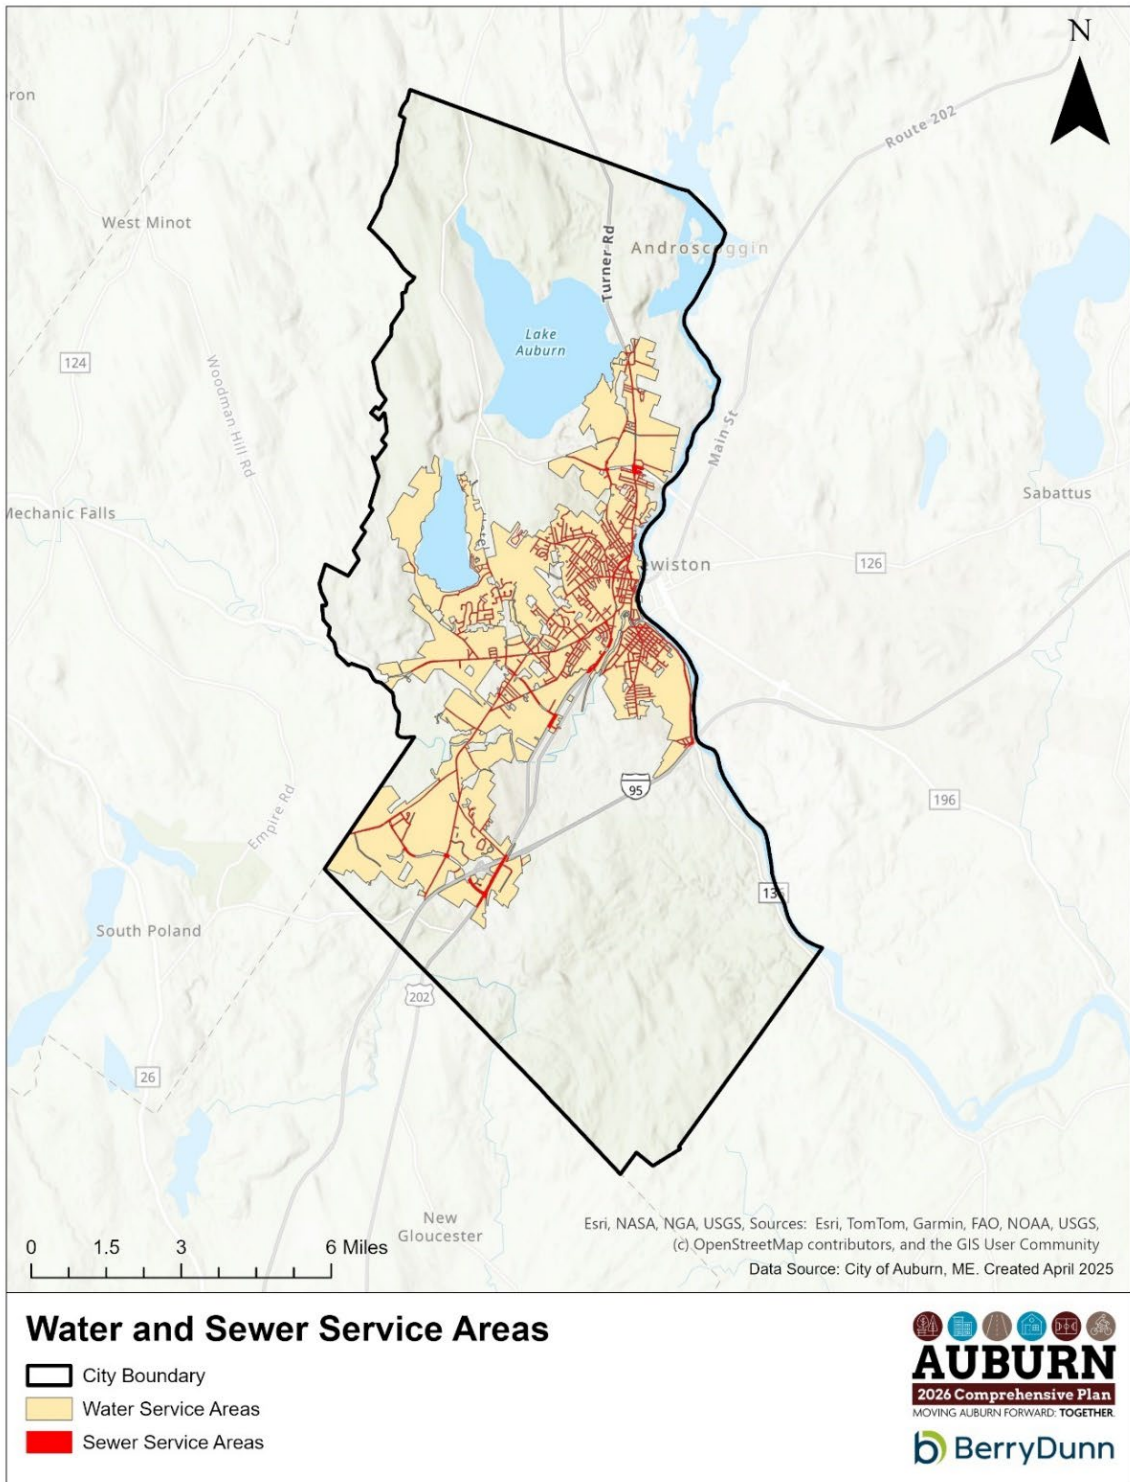 N
ron
Route 202
West Minot
Turner Rd
Androscoggin
Lake
Auburn
124
Woodman Hill Rd
Main St
Mechanic Falls
Sabattus
ewiston
126
95
196
Empire Rd
136
South Poland
202
26
New
Gloucester
Esri, NASA, NGA, USGS, Sources: Esri, TomTom, Garmin, FAO, NOAA, USGS,
(c) OpenStreetMap contributors, and the GIS User Community
0 1.5 3 6 Miles
Data Source: City of Auburn, ME. Created April 2025
Water and Sewer Service Areas
City Boundary
Water Service Areas
Sewer Service Areas
AUBURN
2026 Comprehensive Plan
MOVING AUBURN FORWARD: TOGETHER.
BerryDunn